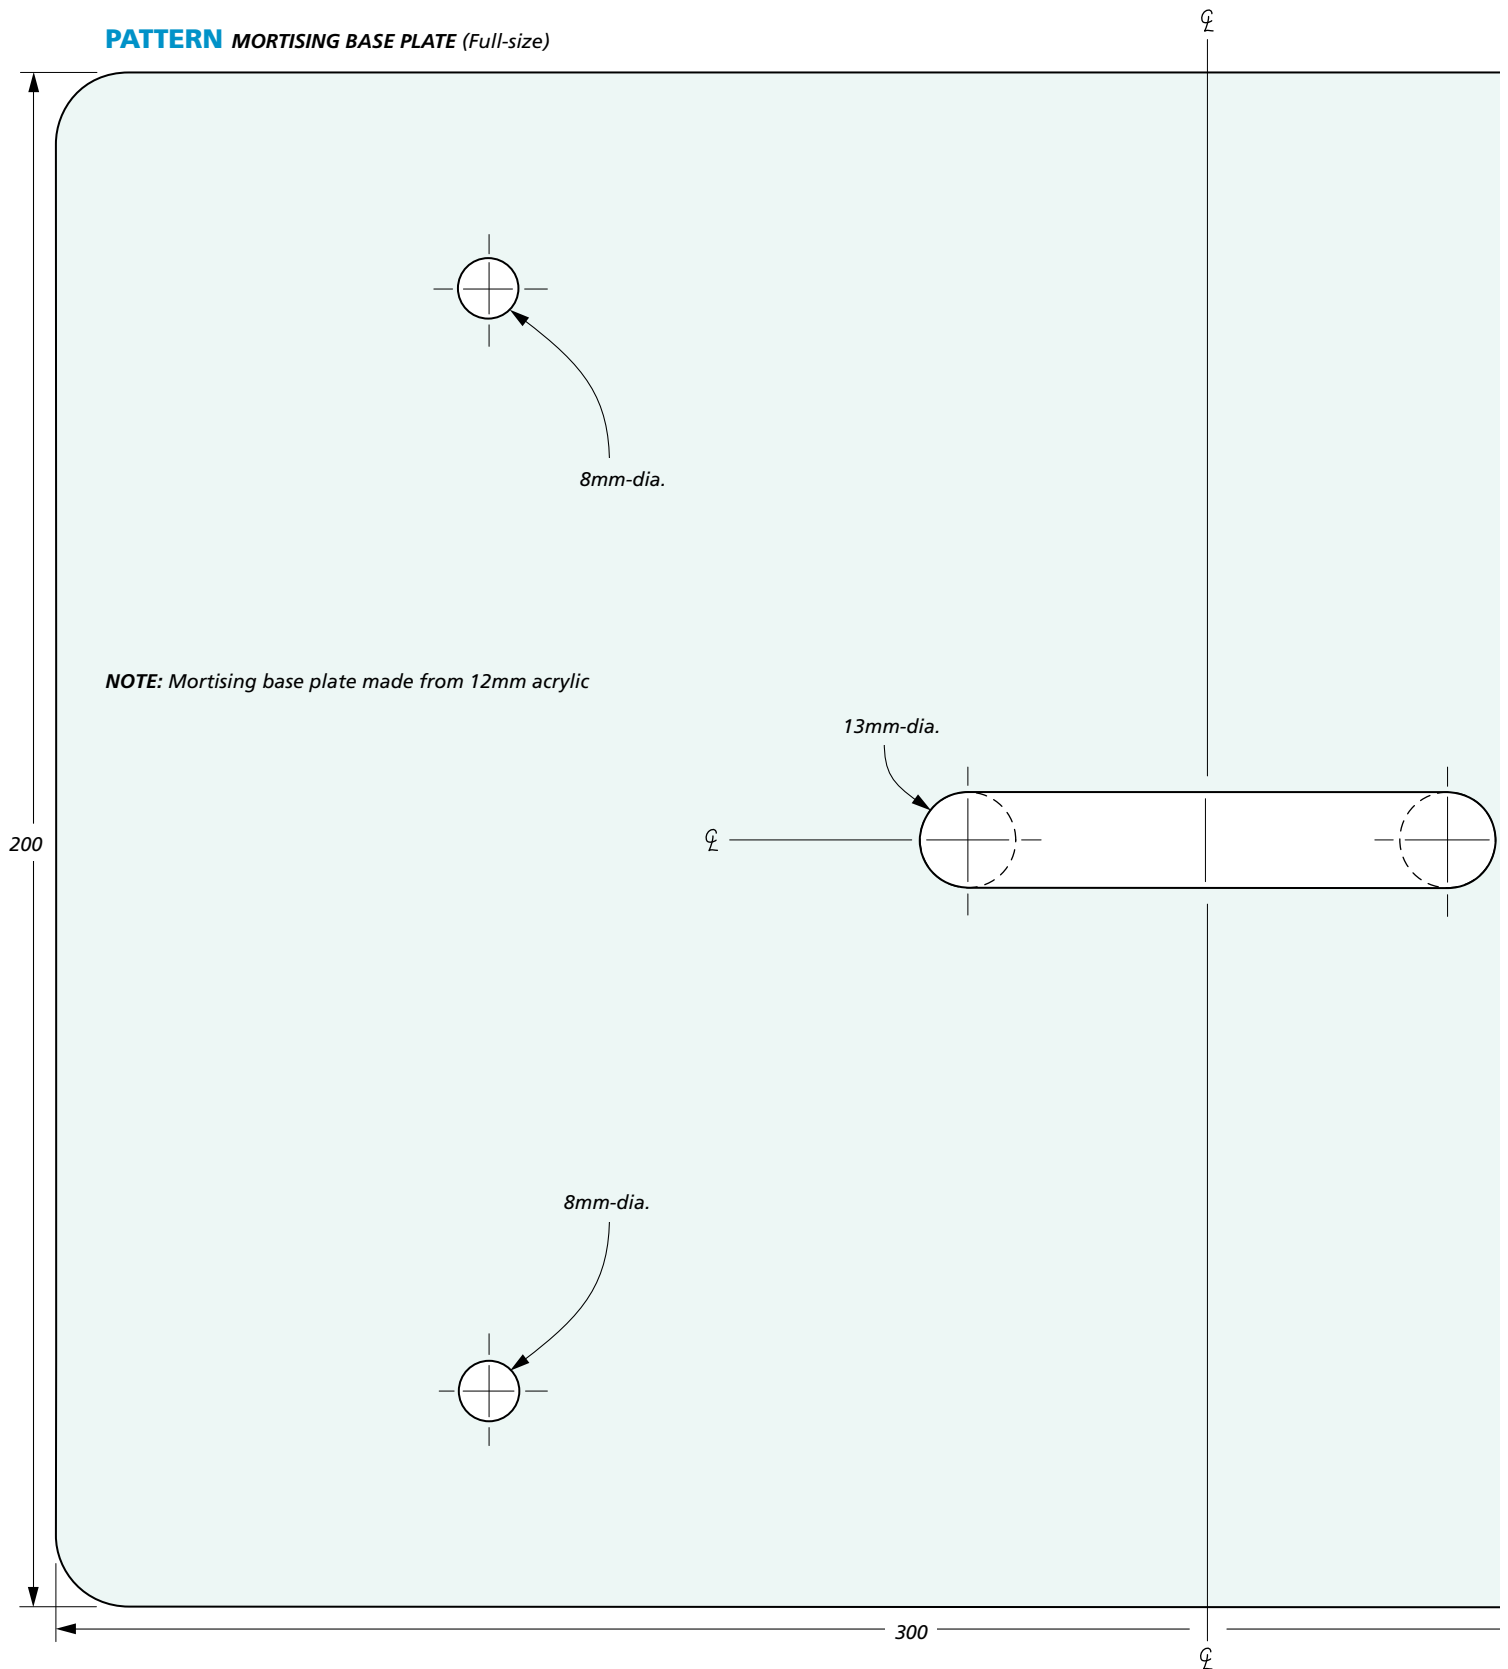 ℄
PATTERN MORTISING BASE PLATE (Full-size)
8mm-dia.
NOTE: Mortising base plate made from 12mm acrylic
13mm-dia.
℄
200
8mm-dia.
300
℄